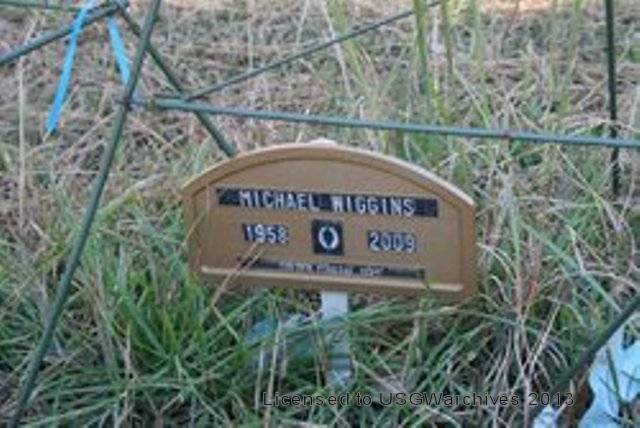 MICHAEL WIGGINS
1958 2009
Licensed to USGWarchives 2013